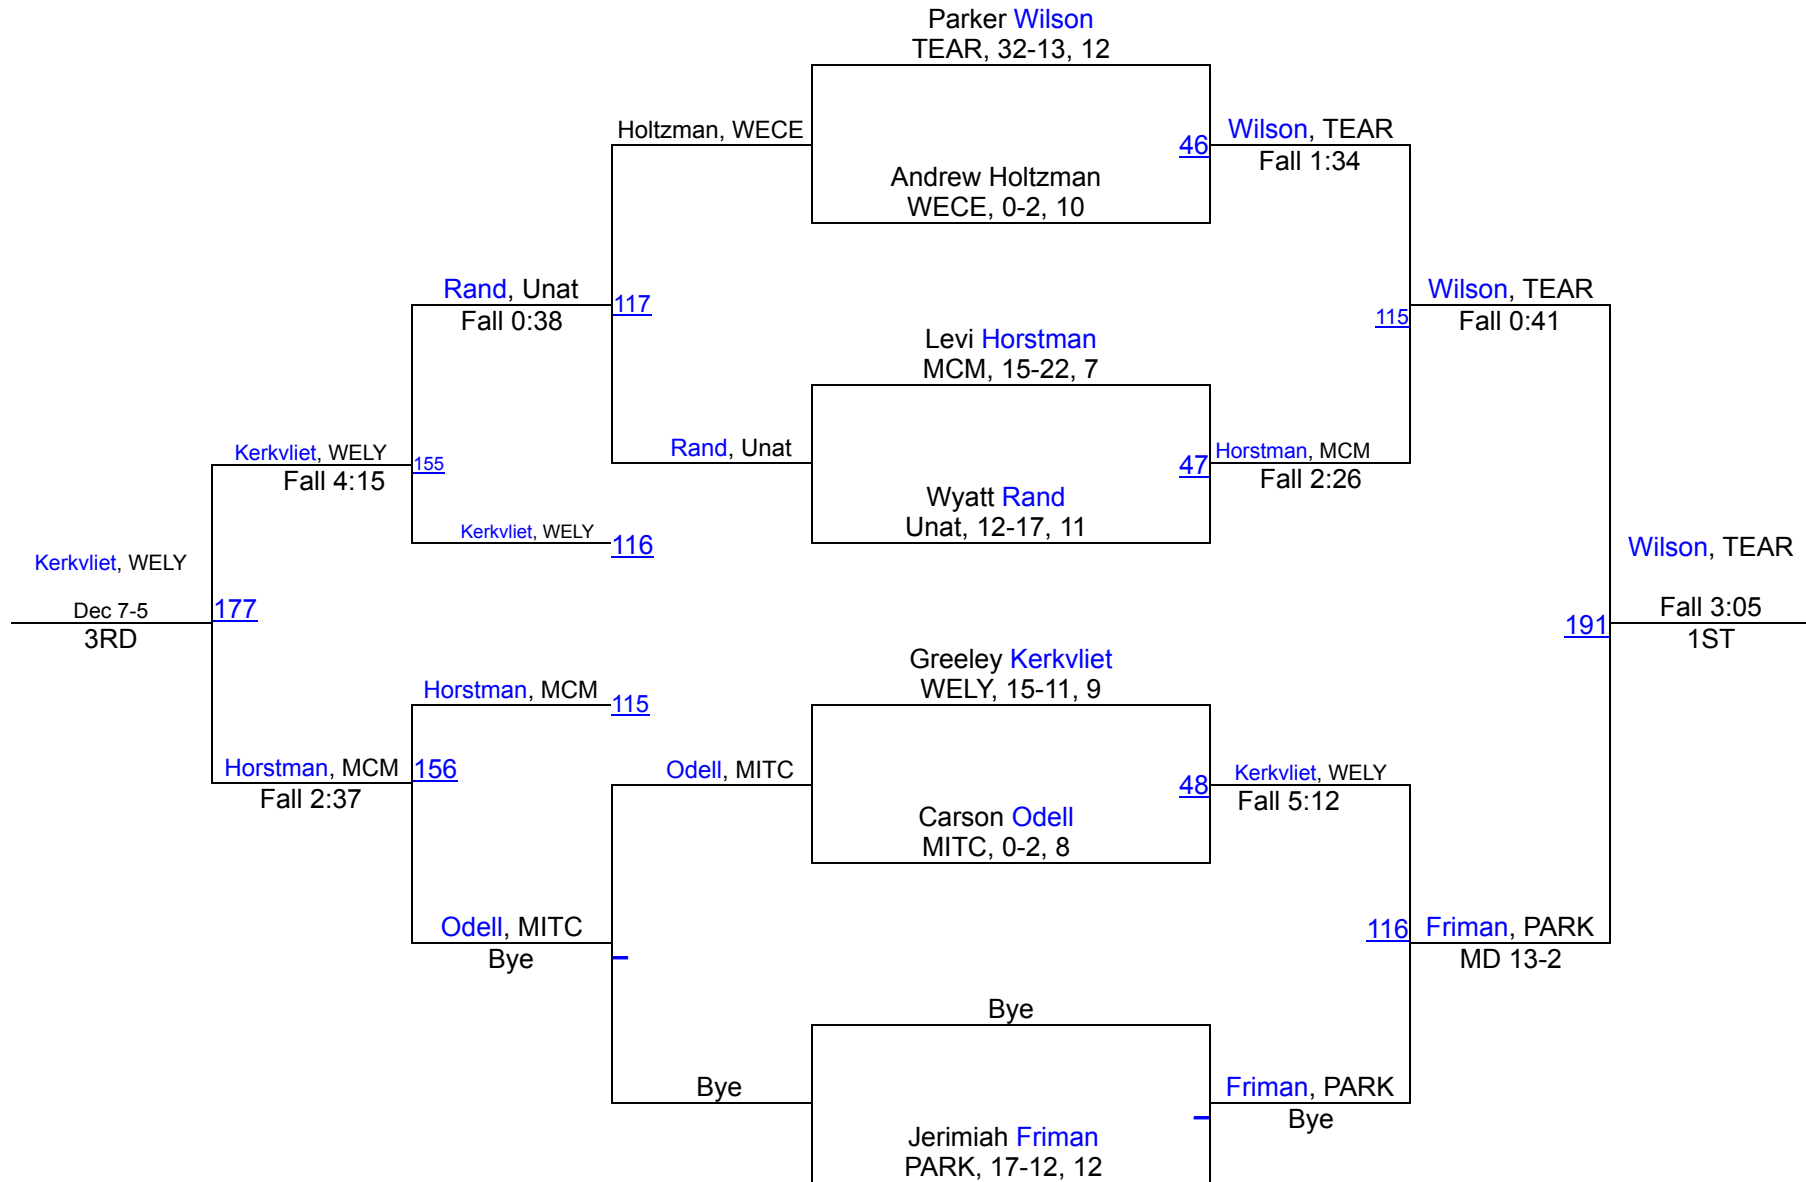 Parker Wilson
TEAR, 32-13, 12
Holtzman, WECE
46
Wilson, TEAR
Fall 1:34
Andrew Holtzman
WECE, 0-2, 10
Rand, Unat
Fall 0:38
117
Wilson, TEAR
115
Fall 0:41
Levi Horstman
MCM, 15-22, 7
Kerkvliet, WELY
Fall 4:15
155
Rand, Unat
47
Horstman, MCM
Fall 2:26
Wyatt Rand
Unat, 12-17, 11
Kerkvliet, WELY
116
Kerkvliet, WELY
Dec 7-5
3RD
177
Wilson, TEAR
Fall 3:05
1ST
191
Greeley Kerkvliet
WELY, 15-11, 9
Horstman, MCM
115
Horstman, MCM
Fall 2:37
156
Odell, MITC
48
Kerkvliet, WELY
Fall 5:12
Carson Odell
MITC, 0-2, 8
Odell, MITC
Bye
116
Friman, PARK
MD 13-2
Bye
Bye
Friman, PARK
Bye
Jerimiah Friman
PARK, 17-12, 12